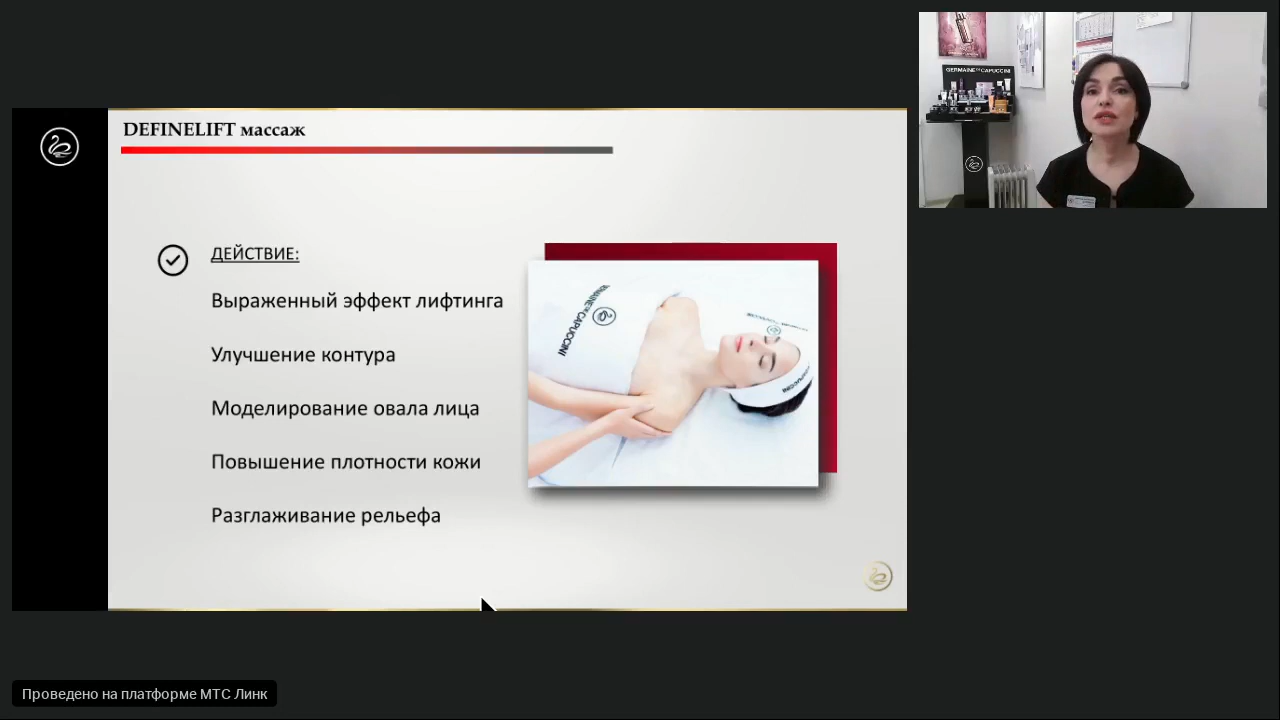 DEFINELIFT массаж
ДЕЙСТВИЕ:
Выраженный эффект лифтинга
Улучшение контура
Моделирование овала лица
Повышение плотности кожи
Разглаживание рельефа
GERMAINE DE CAPUCCINI
CAPUCCINI
Проведено на платформе МТС Линк